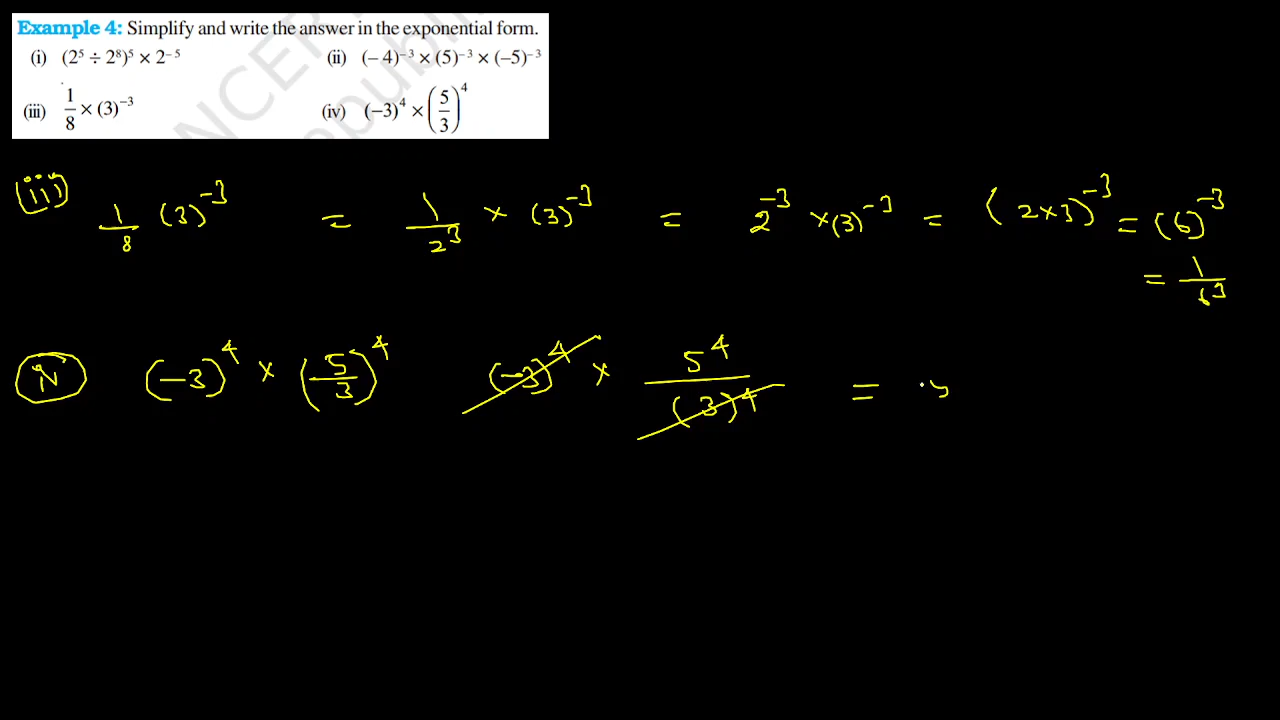 Example 4: Simplify and write the answer in the exponential form.
(i) (2⁵ ÷ 2⁸)⁵ × 2⁻⁵ (ii) (– 4)⁻³ × (5)⁻³ × (–5)⁻³
(iii) 1/8 × (3)⁻³ (iv) (–3)⁴ × (5/3)⁴
(iii) 1/8 (3)⁻³ = 1/2³ × (3)⁻³ = 2⁻³ × (3)⁻³ = (2×3)⁻³ = (6)⁻³
= 1/6³
(iv) (−3)⁴ × (5/3)⁴ (−3)⁴ × 5⁴/(3)⁴ =